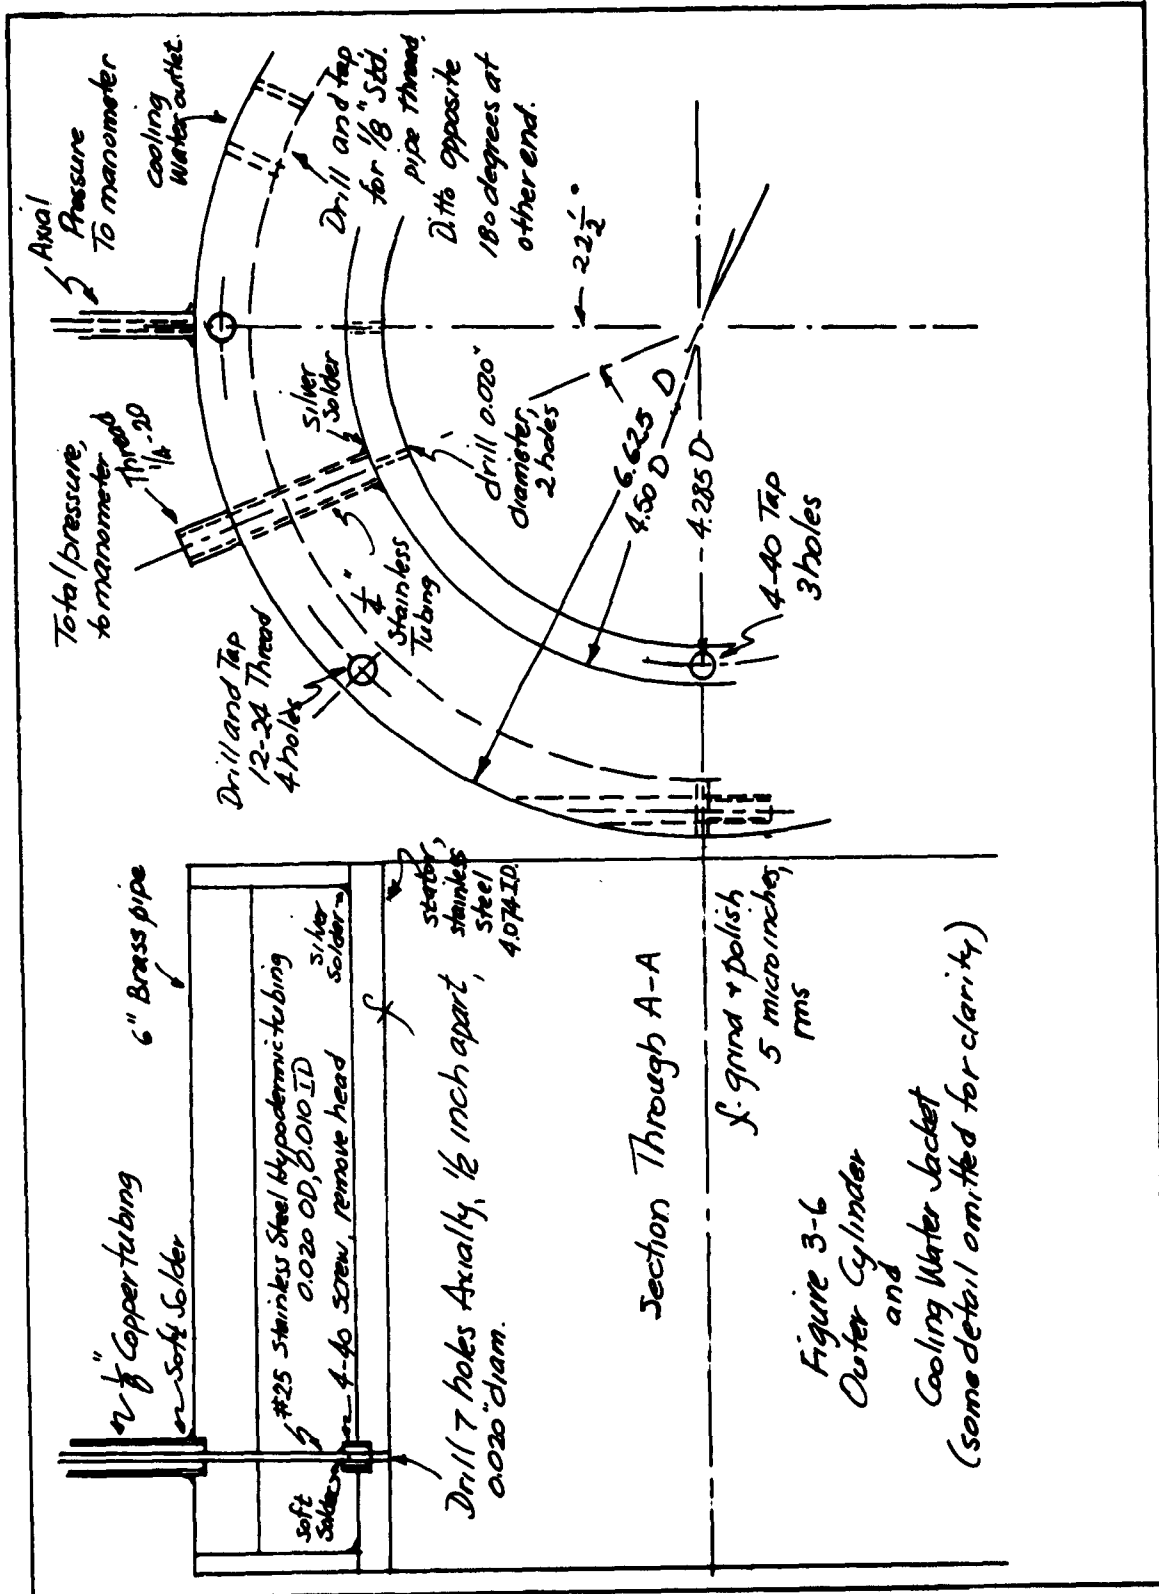 1/8" Copper tubing
Soft Solder
6" Brass pipe
#25 Stainless Steel Hypodermic tubing
0.020 OD, 0.010 ID
4-40 Screw, remove head
soft
Solder
silver
Solder
Drill 7 holes Axially, 1/2 inch apart,
0.020" diam.
stator,
stainless
steel
4.074 ID.
Section Through A-A
f- grind + polish
5 microinches,
rms
Figure 3-6
Outer Cylinder
and
Cooling Water Jacket
(some detail omitted for clarity)
Axial
Pressure
To manometer
cooling
Water outlet.
Total pressure,
to manometer
Thread
1/4-20
Drill and tap
for 1/8" Std.
pipe thread.
Ditto opposite
180 degrees at
other end.
Drill and Tap
12-24 Thread
4 holes
1/4"
Stainless
Tubing
silver
Solder
drill 0.020"
diameter,
2 holes
22 1/2°
6.625 D
4.50 D
4.285 D
4-40 Tap
3 holes
f